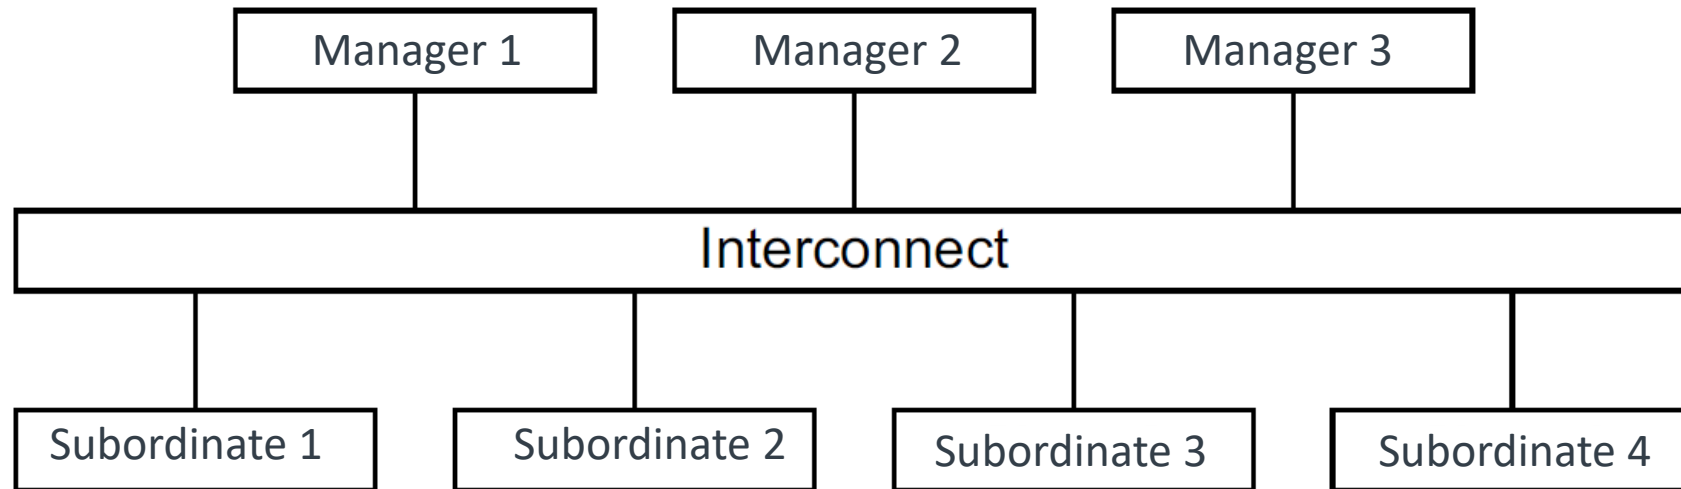 Manager 1
Manager 2
Manager 3
Interconnect
Subordinate 1
Subordinate 2
Subordinate 3
Subordinate 4